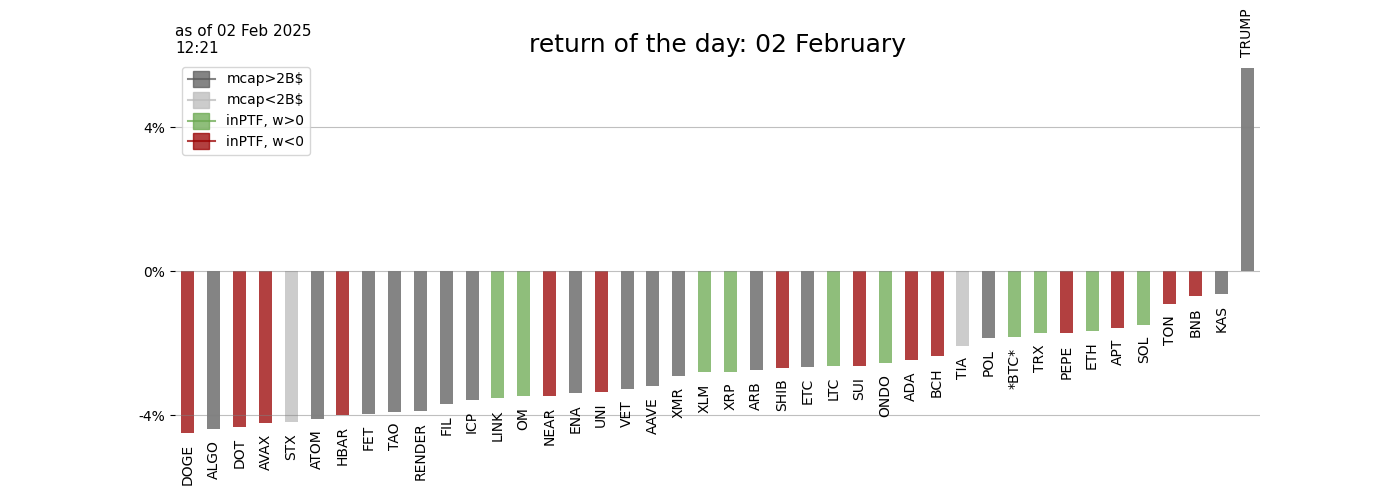 as of 02 Feb 2025
12:21
return of the day: 02 February
TRUMP
mcap>2B$
mcap<2B$
inPTF, w>0
inPTF, w<0
4%
0%
-4%
DOGE
ALGO
DOT
AVAX
STX
ATOM
HBAR
FET
TAO
RENDER
FIL
ICP
LINK
OM
NEAR
ENA
UNI
VET
AAVE
XMR
XLM
XRP
ARB
SHIB
ETC
LTC
SUI
ONDO
ADA
BCH
TIA
POL
*BTC*
TRX
PEPE
ETH
APT
SOL
TON
BNB
KAS